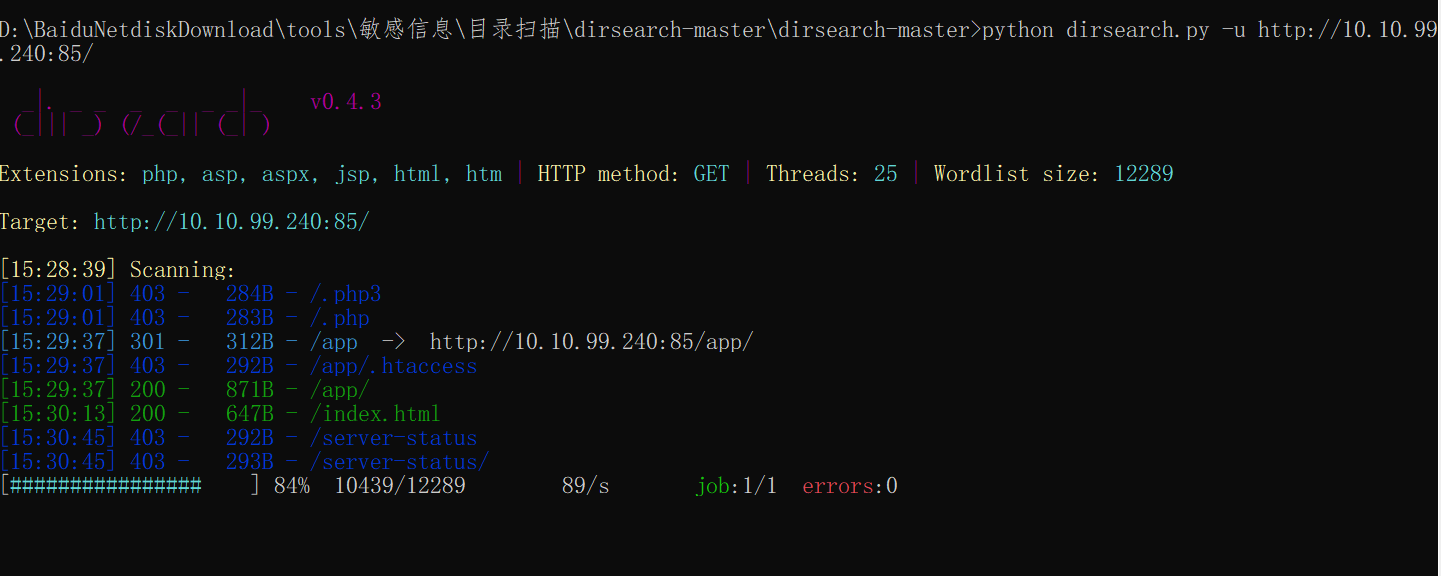 D:\BaiduNetdiskDownload\tools\敏感信息\目录扫描\dirsearch-master\dirsearch-master>python dirsearch.py -u http://10.10.99
.240:85/
  _|. _ _  _  _  _ _|_    v0.4.3
 (_||| _) (/_(_|| (_| )
Extensions: php, asp, aspx, jsp, html, htm | HTTP method: GET | Threads: 25 | Wordlist size: 12289
Target: http://10.10.99.240:85/
[15:28:39] Scanning:
[15:29:01] 403 -   284B - /.php3
[15:29:01] 403 -   283B - /.php
[15:29:37] 301 -   312B - /app  ->  http://10.10.99.240:85/app/
[15:29:37] 403 -   292B - /app/.htaccess
[15:29:37] 200 -   871B - /app/
[15:30:13] 200 -   647B - /index.html
[15:30:45] 403 -   292B - /server-status
[15:30:45] 403 -   293B - /server-status/
[################    ] 84%  10439/12289        89/s       job:1/1  errors:0